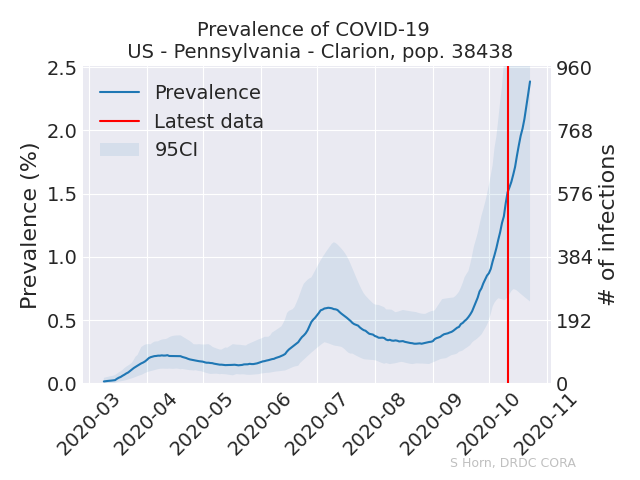 Prevalence of COVID-19
US - Pennsylvania - Clarion, pop. 38438
Prevalence
Latest data
95CI
Prevalence (%)
2.5
2.0
1.5
1.0
0.5
0.0
960
768
576
384
192
0
# of infections
2020-03
2020-04
2020-05
2020-06
2020-07
2020-08
2020-09
2020-10
2020-11
S Horn, DRDC CORA